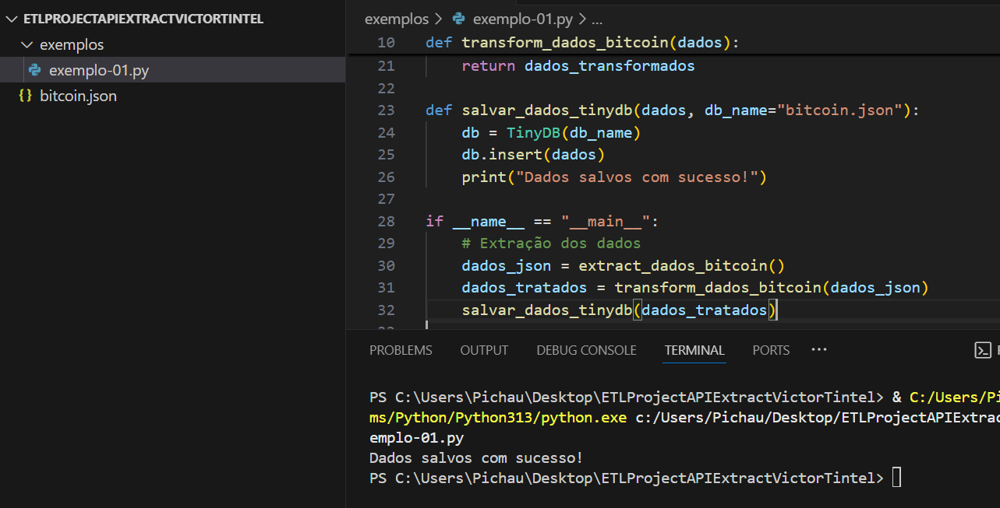 ETLPROJECTAPIEXTRACTVICTORTINTEL
exemplos
exemplo-01.py
{} bitcoin.json
exemplos > exemplo-01.py > ...
10 def transform_dados_bitcoin(dados):
21 return dados_transformados
22
23 def salvar_dados_tinydb(dados, db_name="bitcoin.json"):
24 db = TinyDB(db_name)
25 db.insert(dados)
26 print("Dados salvos com sucesso!")
27
28 if __name__ == "__main__":
29 # Extração dos dados
30 dados_json = extract_dados_bitcoin()
31 dados_tratados = transform_dados_bitcoin(dados_json)
32 salvar_dados_tinydb(dados_tratados)
PROBLEMS OUTPUT DEBUG CONSOLE TERMINAL PORTS ...
PS C:\Users\Pichau\Desktop\ETLProjectAPIExtractVictorTintel> & C:/Users/Pi
ms/Python/Python313/python.exe c:/Users/Pichau/Desktop/ETLProjectAPIExtrac
emplo-01.py
Dados salvos com sucesso!
PS C:\Users\Pichau\Desktop\ETLProjectAPIExtractVictorTintel>